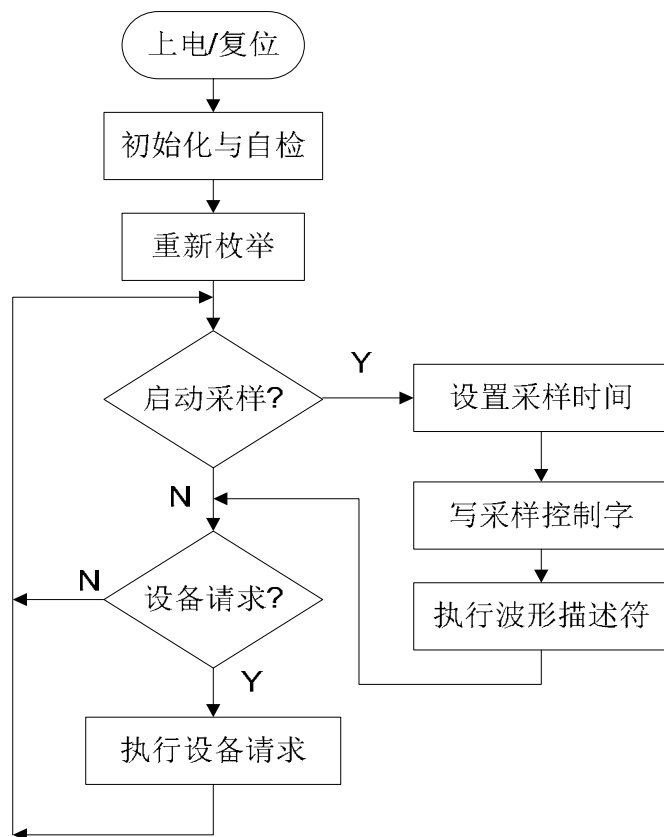 上电/复位
初始化与自检
重新枚举
启动采样?
Y
设置采样时间
N
写采样控制字
设备请求?
N
执行波形描述符
Y
执行设备请求